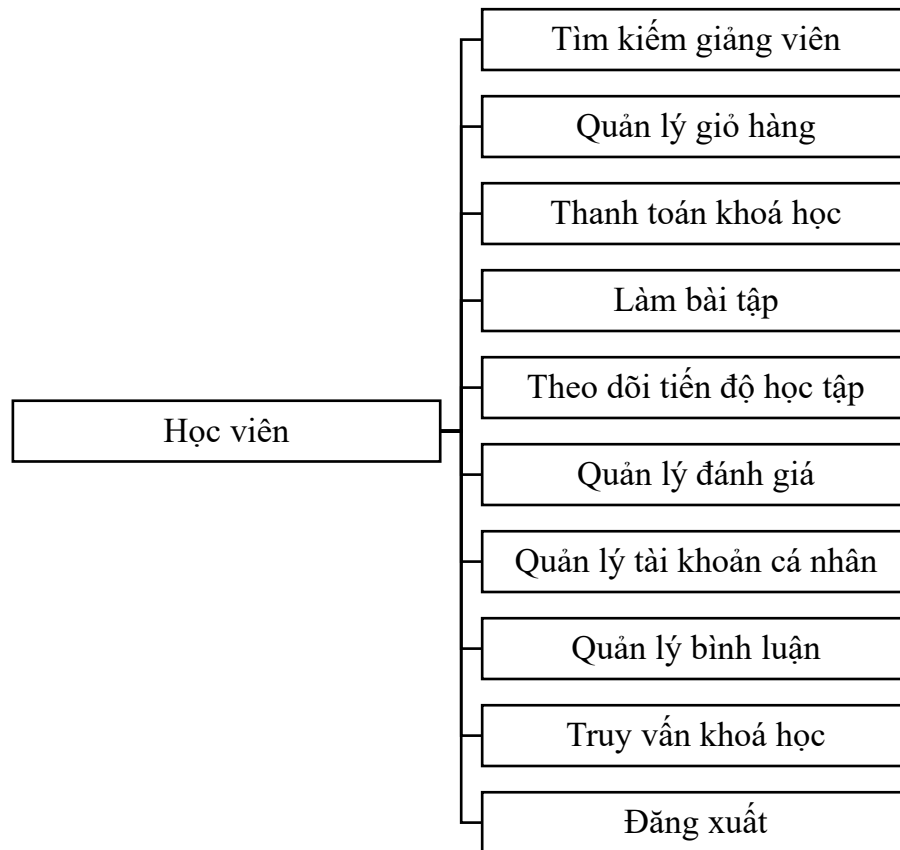 Tìm kiếm giảng viên
Quản lý giỏ hàng
Thanh toán khoá học
Làm bài tập
Theo dõi tiến độ học tập
Học viên
Quản lý đánh giá
Quản lý tài khoản cá nhân
Quản lý bình luận
Truy vấn khoá học
Đăng xuất